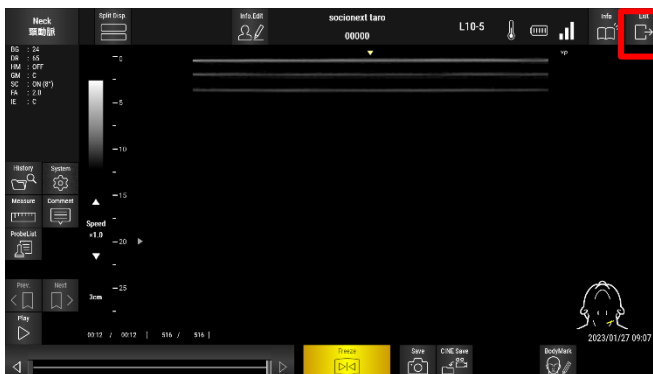 Neck
頸動脈
Split Disp.
Info.Edit
socionext taro
00000
L10-5
Info
Exit
BG : 24
DR : 65
HM : OFF
GM : C
SC : ON (8°)
FA : 2.0
IE : C
VP
0
5
10
15
20
25
History
System
Measure
Comment
ProbeList
Speed
+1.0
Prev.
Next
3cm
Play
00:12 / 00:12 | 516 / 516 |
Freeze
Save
CINE Save
BodyMark
2023/01/27 09:07